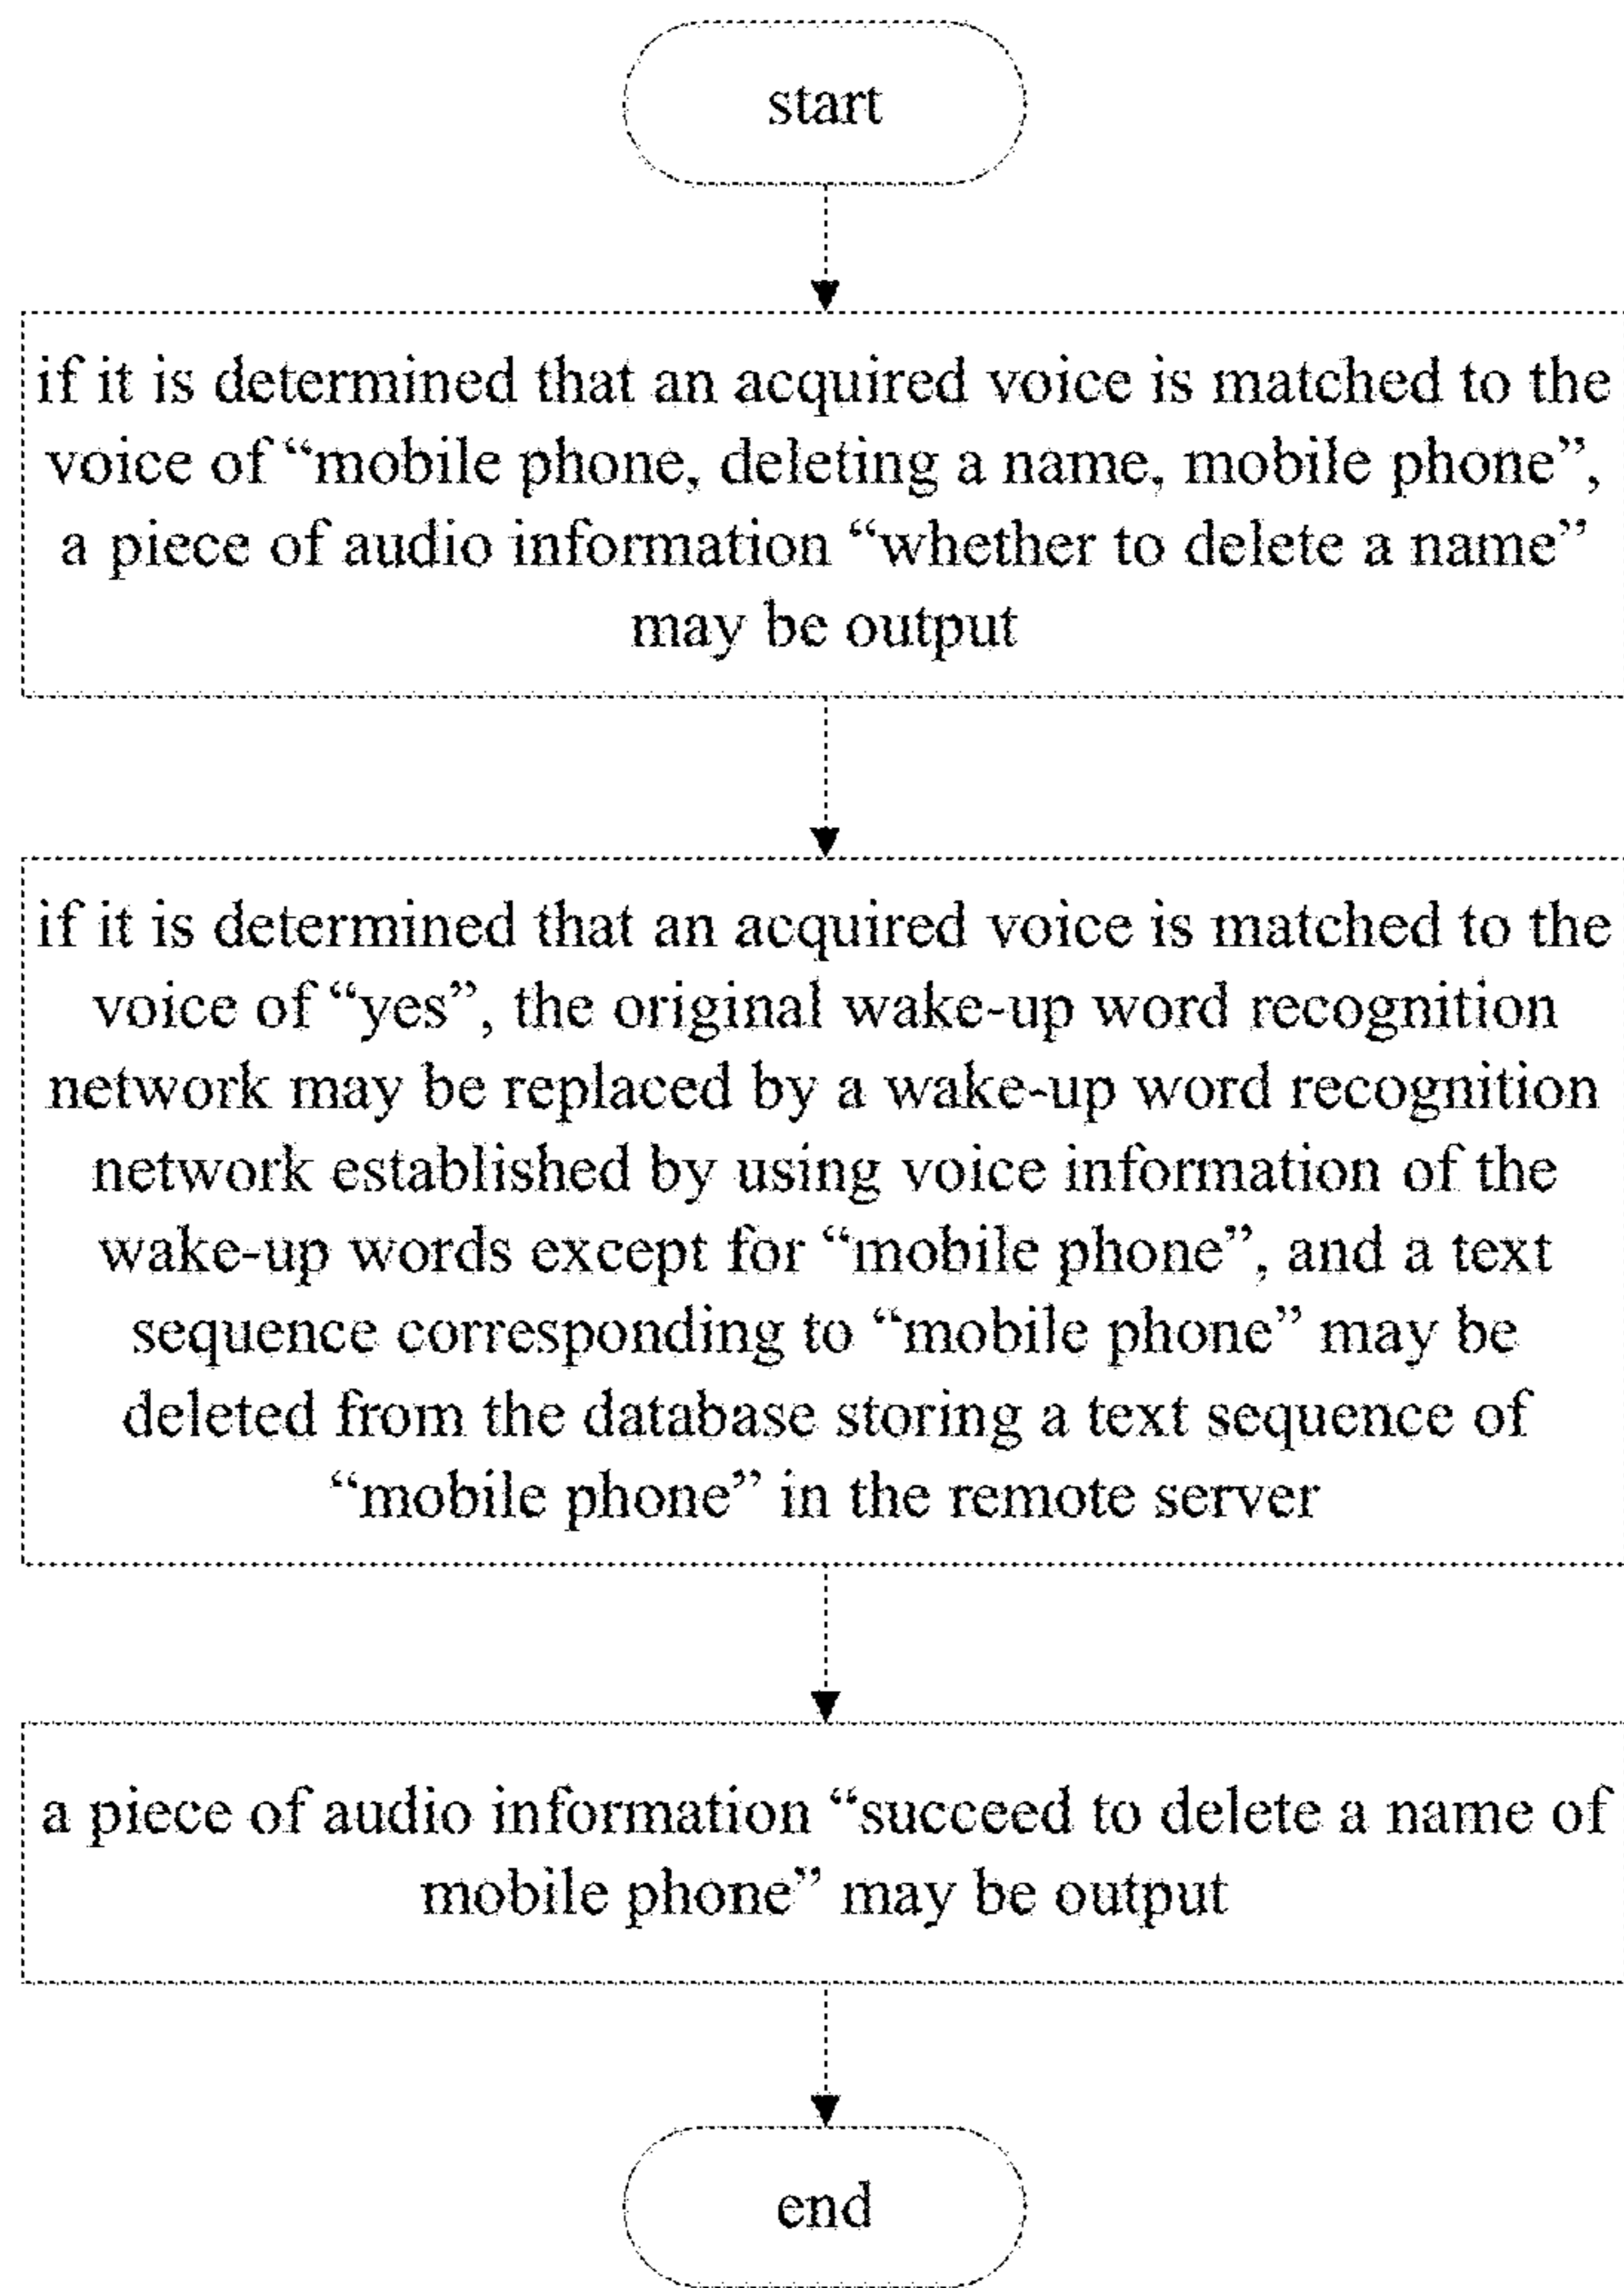 start
if it is determined that an acquired voice is matched to the
voice of “mobile phone, deleting a name, mobile phone”,
a piece of audio information “whether to delete a name”
may be output
if it is determined that an acquired voice is matched to the
voice of “yes”, the original wake-up word recognition
network may be replaced by a wake-up word recognition
network established by using voice information of the
wake-up words except for “mobile phone”, and a text
sequence corresponding to “mobile phone” may be
deleted from the database storing a text sequence of
“mobile phone” in the remote server
a piece of audio information “succeed to delete a name of
mobile phone” may be output
end